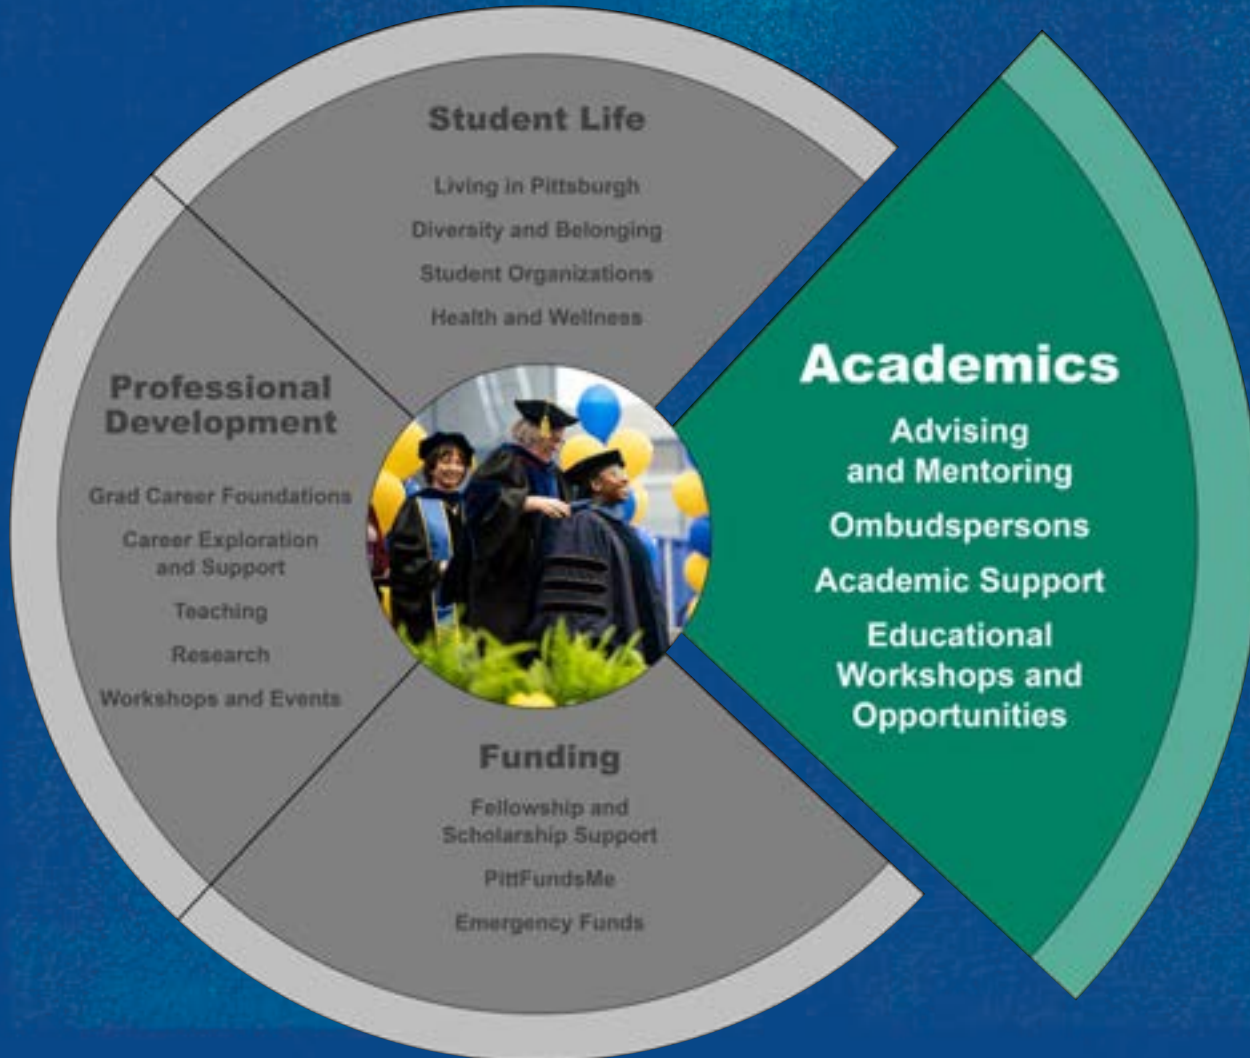 Student Life
Living in Pittsburgh
Diversity and Belonging
Student Organizations
Health and Wellness
Academics
Advising
and Mentoring
Ombudspersons
Academic Support
Educational
Workshops and
Opportunities
Professional
Development
Grad Career Foundations
Career Exploration
and Support
Teaching
Research
Workshops and Events
Funding
Fellowship and
Scholarship Support
PittFundsMe
Emergency Funds